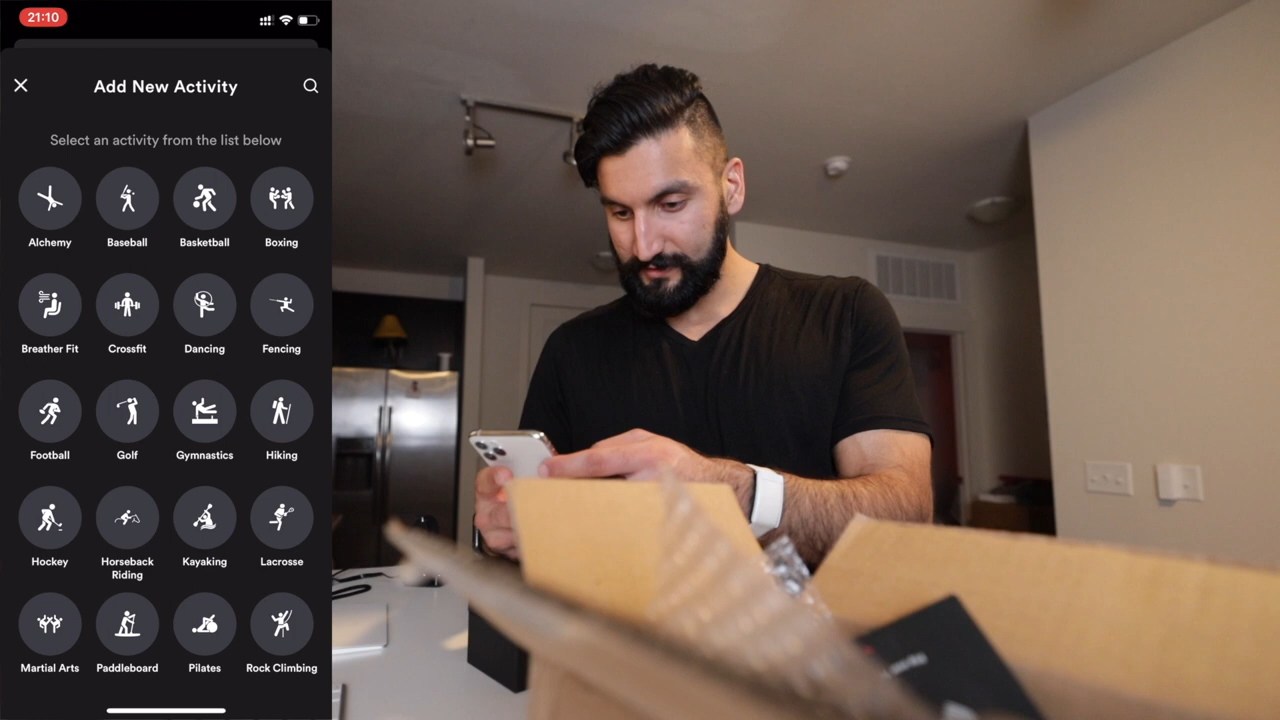 21:10
Add New Activity
Select an activity from the list below
Alchemy
Baseball
Basketball
Boxing
Breather Fit
Crossfit
Dancing
Fencing
Football
Golf
Gymnastics
Hiking
Hockey
Horseback
Riding
Kayaking
Lacrosse
Martial Arts
Paddleboard
Pilates
Rock Climbing